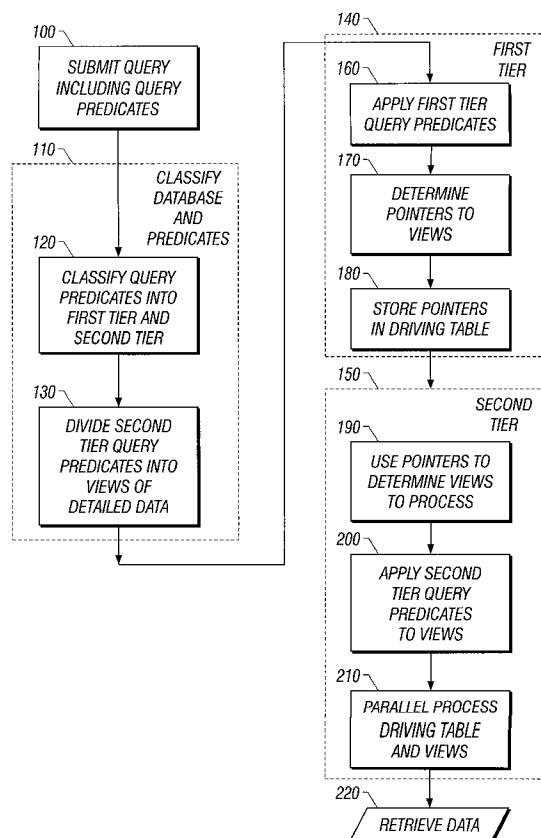 100
SUBMIT QUERY
INCLUDING QUERY
PREDICATES
110
CLASSIFY
DATABASE
AND
PREDICATES
120
CLASSIFY QUERY
PREDICATES INTO
FIRST TIER AND
SECOND TIER
130
DIVIDE SECOND
TIER QUERY
PREDICATES INTO
VIEWS OF
DETAILED DATA
140
FIRST
TIER
160
APPLY FIRST TIER
QUERY PREDICATES
170
DETERMINE
POINTERS TO
VIEWS
180
STORE POINTERS
IN DRIVING TABLE
150
SECOND
TIER
190
USE POINTERS TO
DETERMINE VIEWS
TO PROCESS
200
APPLY SECOND
TIER QUERY
PREDICATES
TO VIEWS
210
PARALLEL PROCESS
DRIVING TABLE
AND VIEWS
220
RETRIEVE DATA